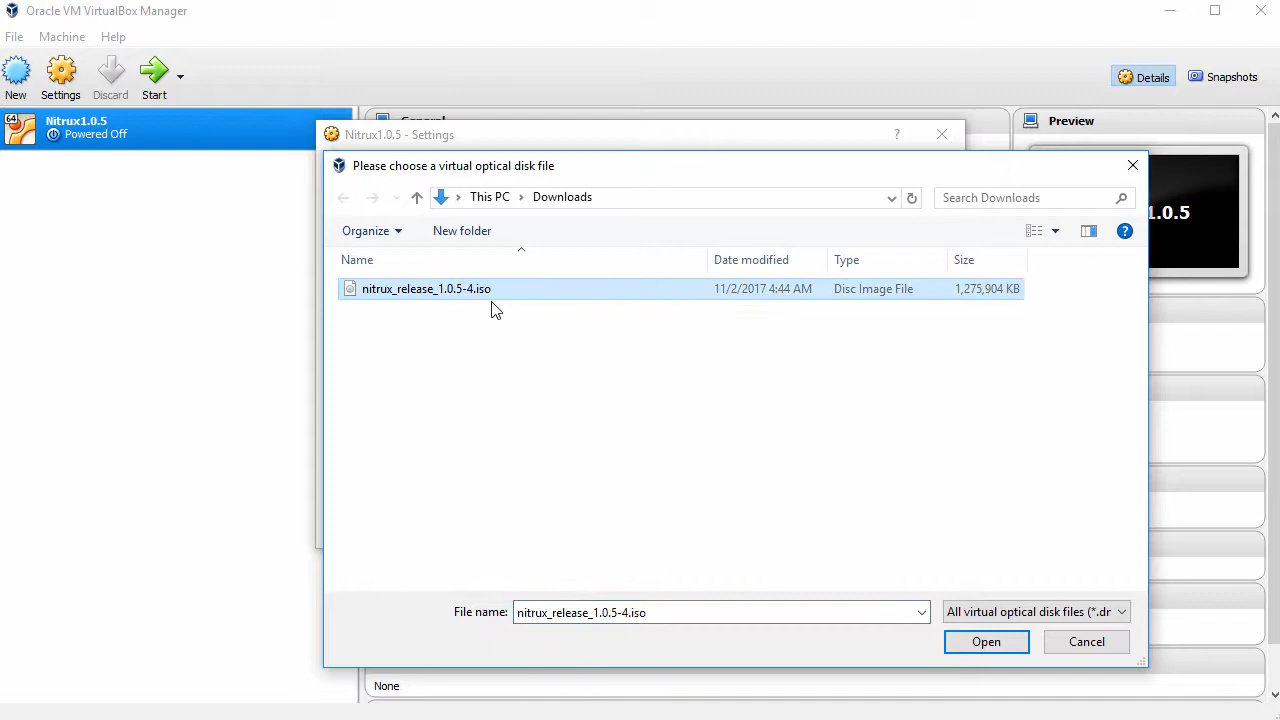 Oracle VM VirtualBox Manager
File Machine Help
New Settings Discard Start Details Snapshots
64 Nitrux1.0.5
Powered Off
General
Preview
Nitrux1.0.5 - Settings ?
Please choose a virtual optical disk file
This PC > Downloads
Search Downloads
Organize New folder
Name Date modified Type Size
nitrux_release_1.0.5-4.iso 11/2/2017 4:44 AM Disc Image File 1,275,904 KB
1.0.5
File name: nitrux_release_1.0.5-4.iso All virtual optical disk files (*.dr
Open Cancel
None